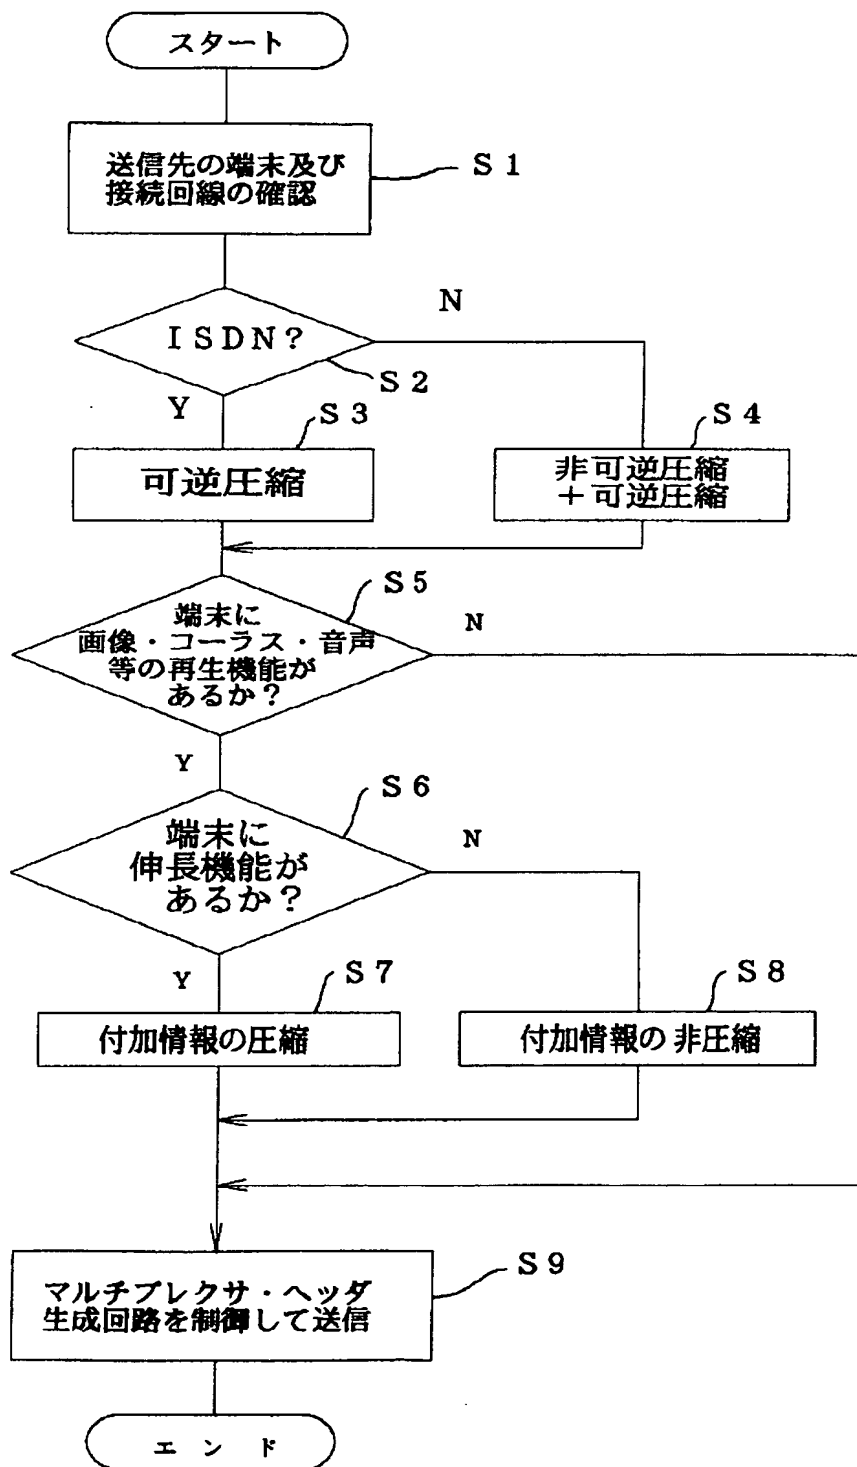 スタート
送信先の端末及び
接続回線の確認
S1
ISDN?
N
S2
Y
S3
S4
可逆圧縮
非可逆圧縮
+可逆圧縮
S5
端末に
画像・コーラス・音声
等の再生機能が
あるか?
N
Y
S6
端末に
伸長機能が
あるか?
N
Y
S7
S8
付加情報の圧縮
付加情報の非圧縮
S9
マルチプレクサ・ヘッダ
生成回路を制御して送信
エンド